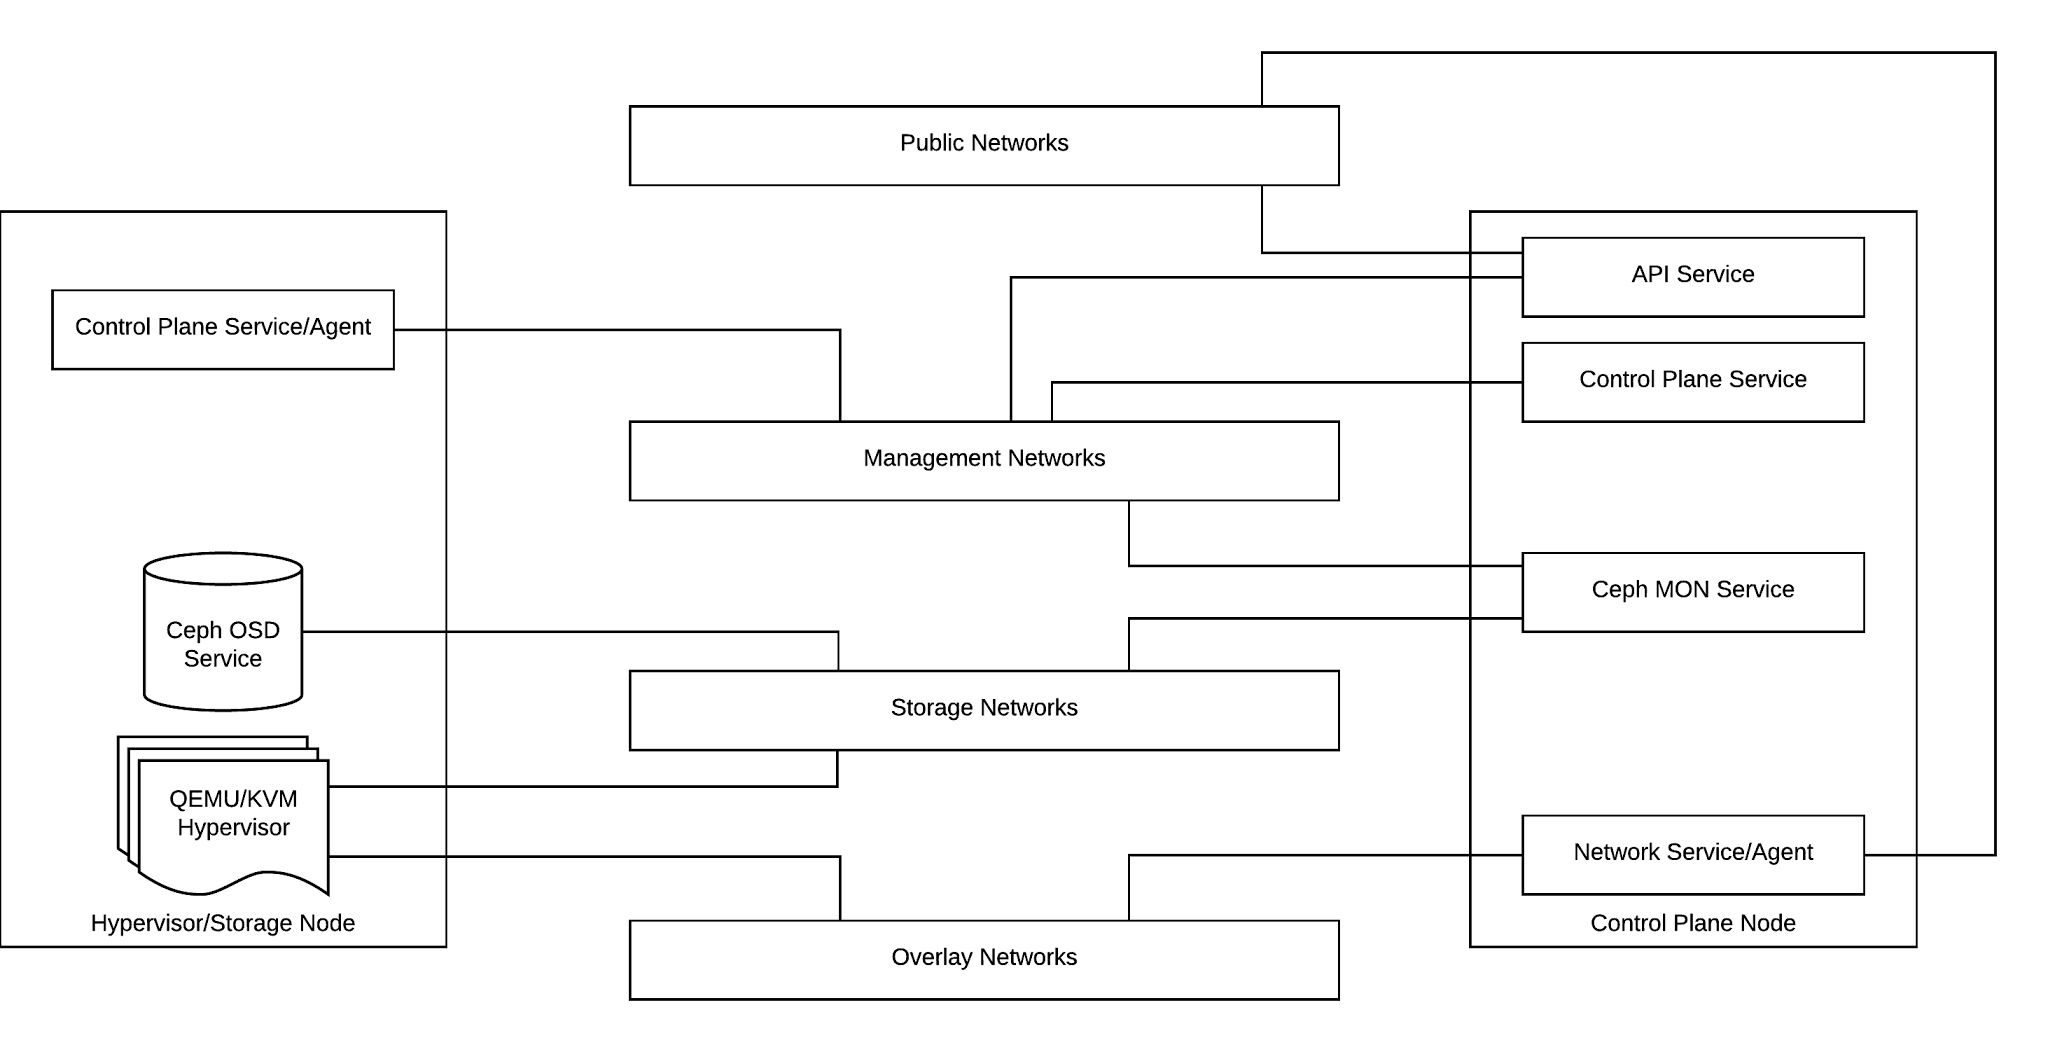 Public Networks
API Service
Control Plane Service/Agent
Control Plane Service
Management Networks
Ceph MON Service
Ceph OSD
Service
Storage Networks
QEMU/KVM
Hypervisor
Network Service/Agent
Hypervisor/Storage Node
Control Plane Node
Overlay Networks